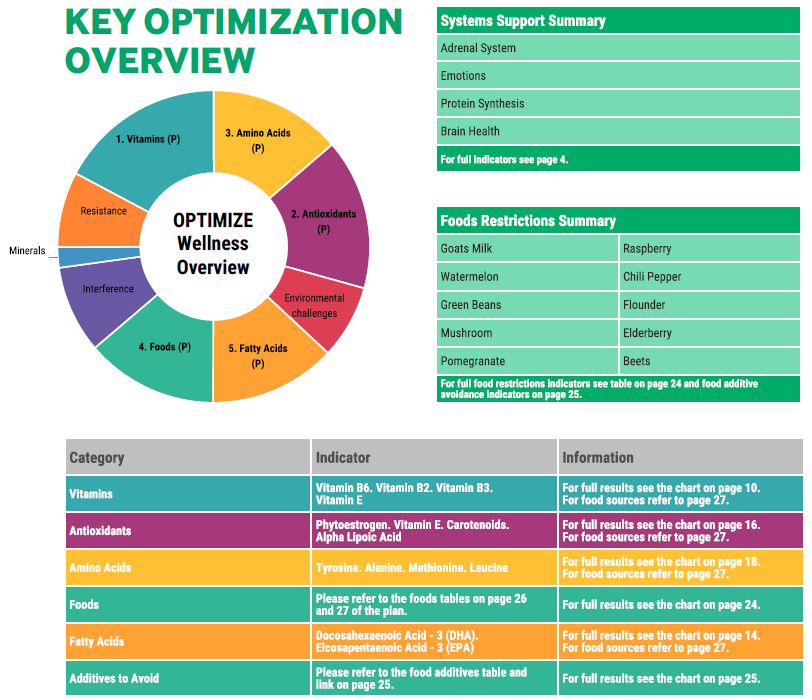 KEY OPTIMIZATION
OVERVIEW
1. Vitamins (P)
3. Amino Acids
(P)
2. Antioxidants
(P)
Environmental
challenges
5. Fatty Acids
(P)
4. Foods (P)
Interference
Minerals
Resistance
OPTIMIZE
Wellness
Overview
Systems Support Summary
Adrenal System
Emotions
Protein Synthesis
Brain Health
For full indicators see page 4.
Foods Restrictions Summary
Goats Milk
Raspberry
Watermelon
Chili Pepper
Green Beans
Flounder
Mushroom
Elderberry
Pomegranate
Beets
For full food restrictions indicators see table on page 24 and food additive
avoidance indicators on page 25.
Category
Indicator
Information
Vitamins
Vitamin B6. Vitamin B2. Vitamin B3.
Vitamin E
For full results see the chart on page 10.
For food sources refer to page 27.
Antioxidants
Phytoestrogen. Vitamin E. Carotenoids.
Alpha Lipoic Acid
For full results see the chart on page 16.
For food sources refer to page 27.
Amino Acids
Tyrosine. Alanine. Methionine. Leucine
For full results see the chart on page 18.
For food sources refer to page 27.
Foods
Please refer to the foods tables on page 26
and 27 of the plan.
For full results see the chart on page 24.
Fatty Acids
Docosahexaenoic Acid - 3 (DHA).
Eicosapentaenoic Acid - 3 (EPA)
For full results see the chart on page 14.
For food sources refer to page 27.
Additives to Avoid
Please refer to the food additives table and
link on page 25.
For full results see the chart on page 25.